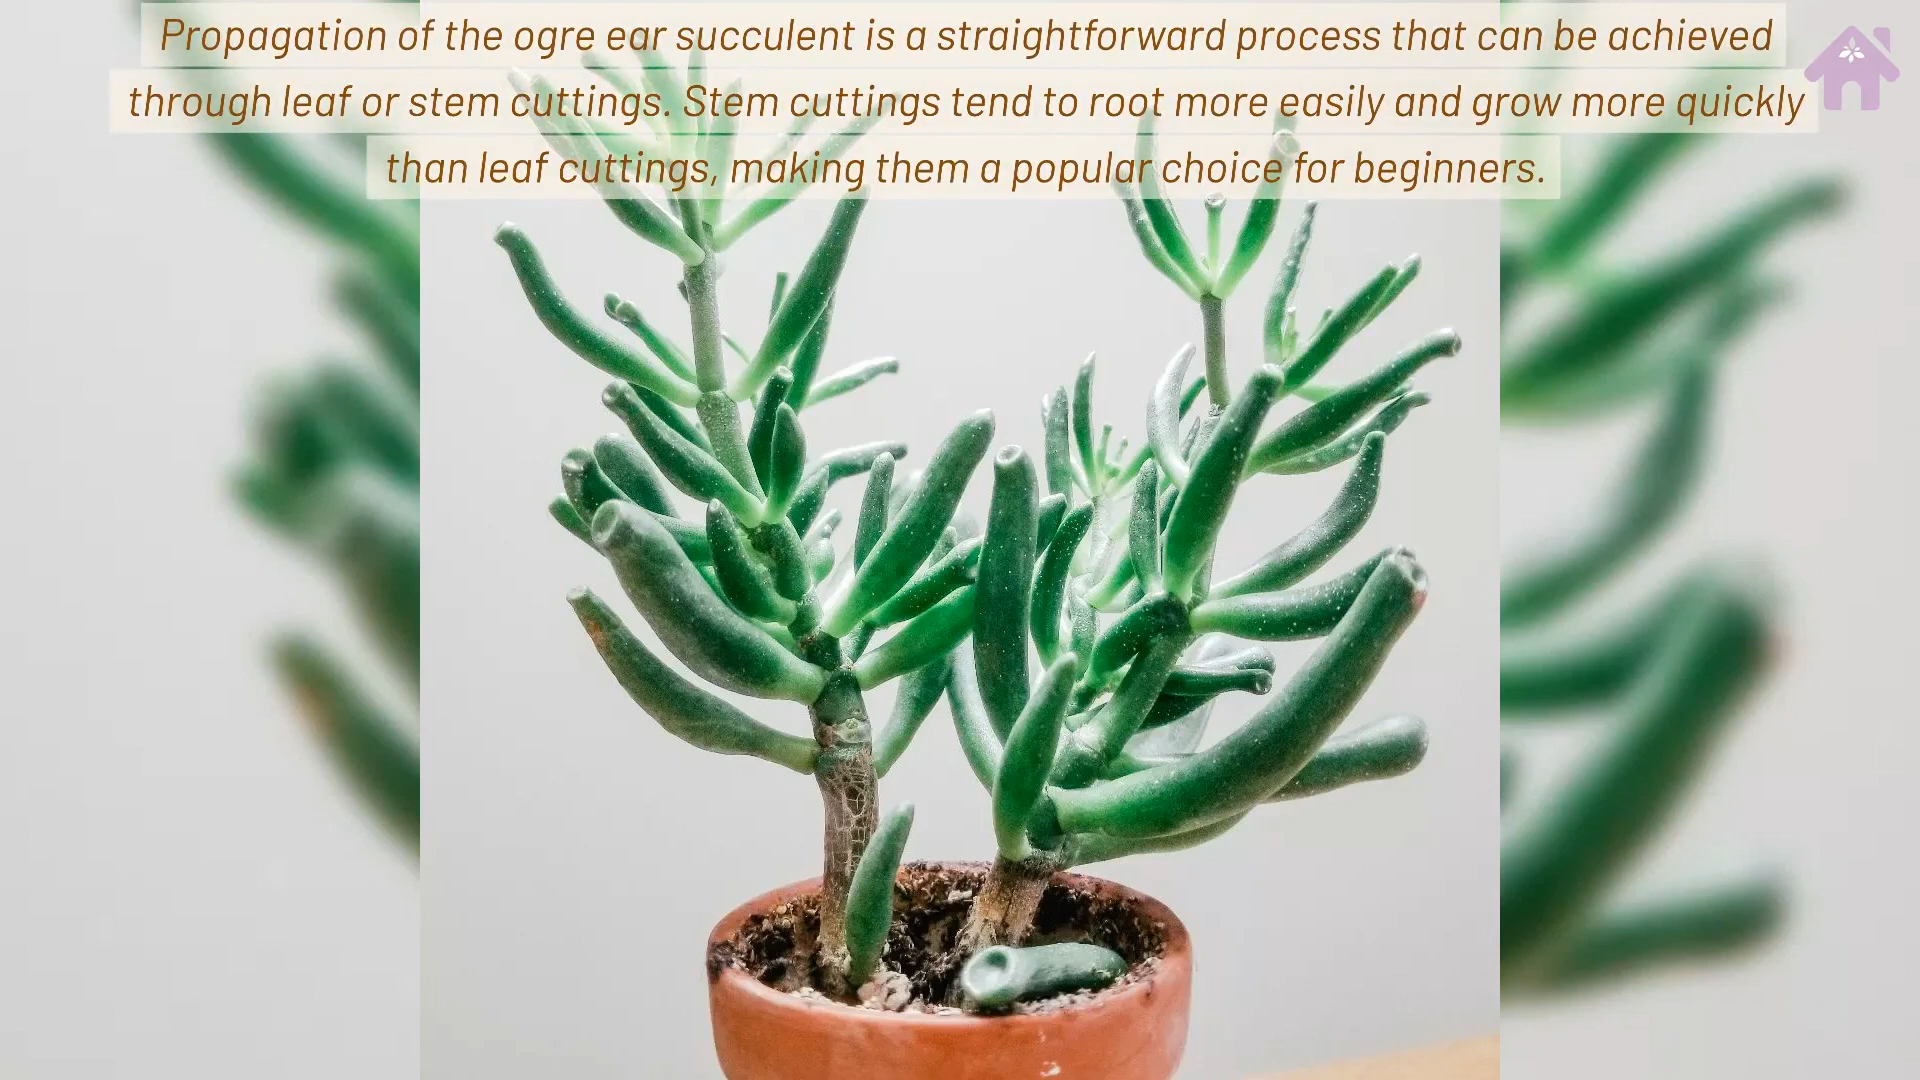 Propagation of the ogre ear succulent is a straightforward process that can be achieved
through leaf or stem cuttings. Stem cuttings tend to root more easily and grow more quickly
than leaf cuttings, making them a popular choice for beginners.